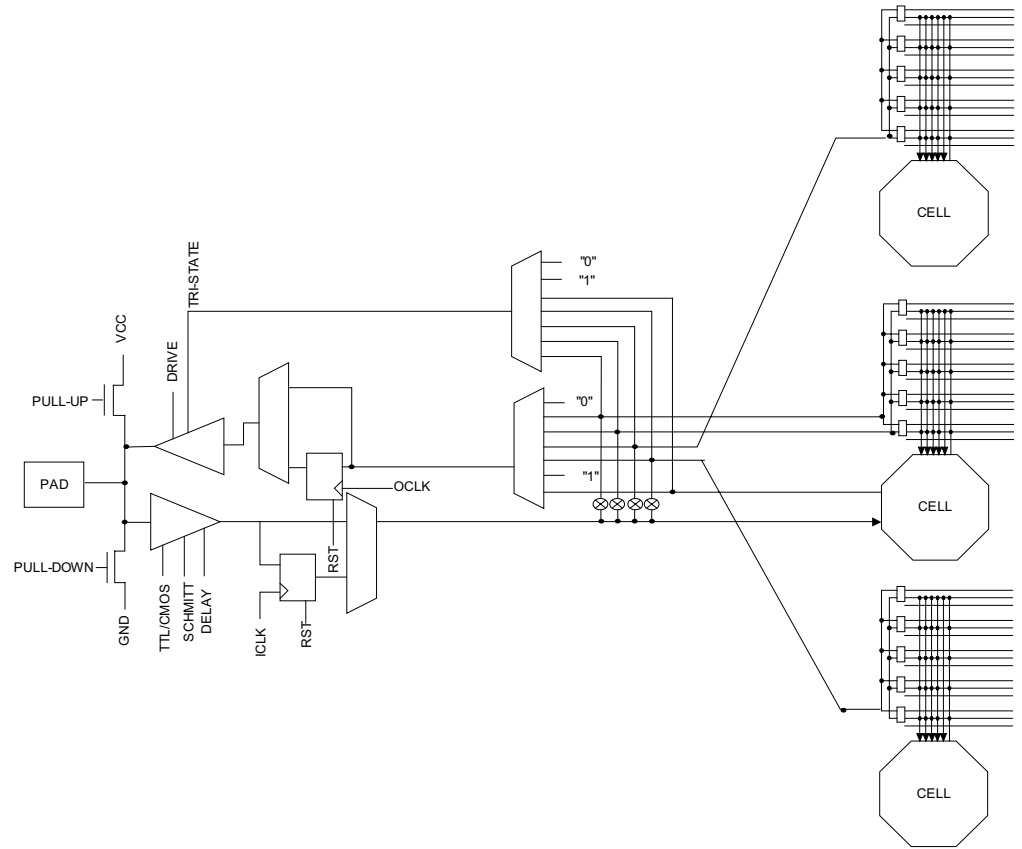 CELL
TRI-STATE
"0"
"1"
VCC
DRIVE
PULL-UP
"0"
PAD
"1"
OCLK
CELL
RST
PULL-DOWN
GND
TTL/CMOS
SCHMITT
DELAY
ICLK
RST
CELL